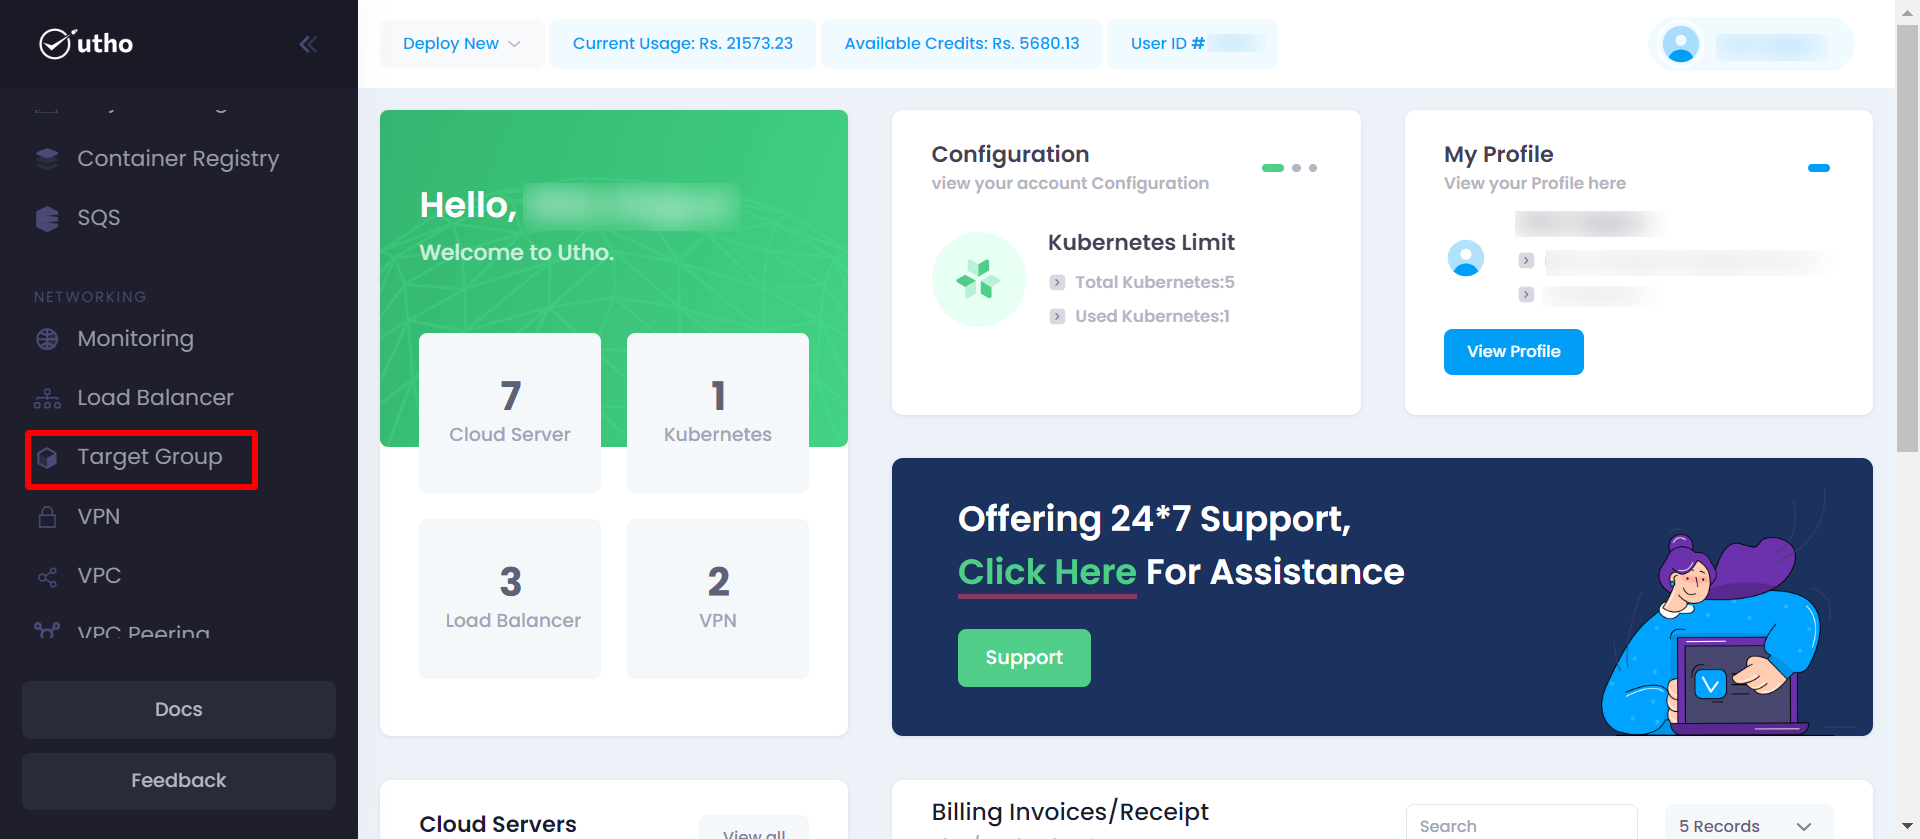 utho
Container Registry
SQS
NETWORKING
Monitoring
Load Balancer
Target Group
VPN
VPC
VPC Peering
Docs
Feedback
Deploy New
Current Usage: Rs. 21573.23
Available Credits: Rs. 5680.13
User ID #
Hello,
Welcome to Utho.
7
Cloud Server
1
Kubernetes
3
Load Balancer
2
VPN
Configuration
view your account Configuration
Kubernetes Limit
Total Kubernetes:5
Used Kubernetes:1
My Profile
View your Profile here
View Profile
Offering 24*7 Support,
Click Here For Assistance
Support
Cloud Servers
View all
Billing Invoices/Receipt
Search
5 Records